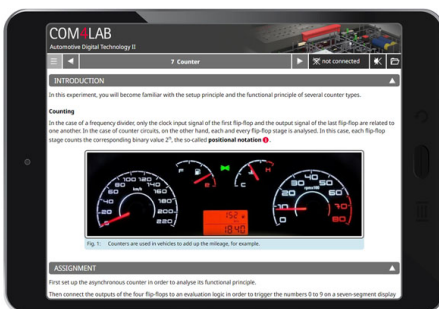 COM LAB
Automotive Digital Technology II
7 Counter
not connected
INTRODUCTION
In this experiment, you will become familiar with the setup principle and the functional principle of several counter types.
Counting
In the case of a frequency divider, only the clock input signal of the first flip-flop and the output signal of the last flip-flop are related to
one another. In the case of counter circuits, on the other hand, each and every flip-flop stage is analysed. In this case, each flip-flop
stage counts the corresponding binary value 2ⁿ, the so-called positional notation
Fig. 1: Counters are used in vehicles to add up the mileage, for example.
ASSIGNMENT
First set up the asynchronous counter in order to analyse its functional principle.
Then connect the outputs of the four flip-flops to an evaluation logic in order to trigger the numbers 0 to 9 on a seven-segment display